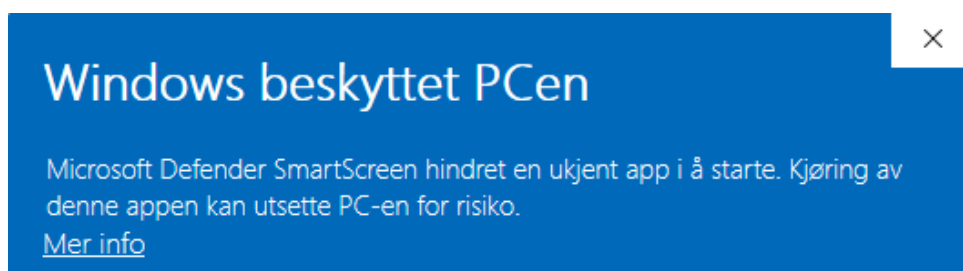 Windows beskyttet PCen
Microsoft Defender SmartScreen hindret en ukjent app i å starte. Kjøring av
denne appen kan utsette PC-en for risiko.
Mer info